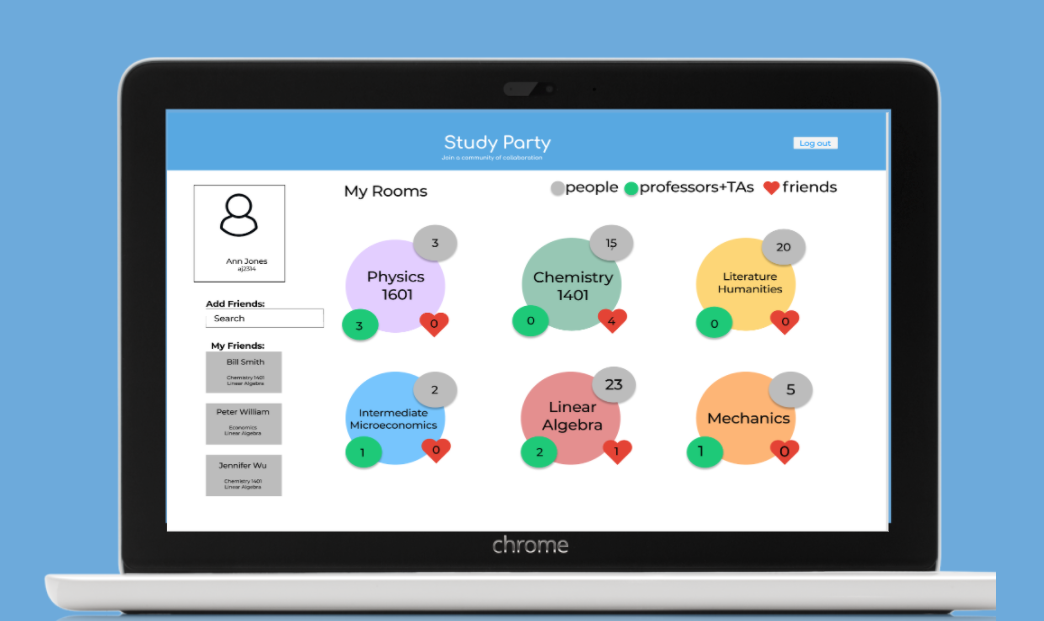 Study Party
Join a community of collaboration
Log out
My Rooms
people professors+TAs friends
Ann Jones
aj2314
Add Friends:
Search
My Friends:
Bill Smith
Chemistry 1401
Linear Algebra
Peter William
Economics
Linear Algebra
Jennifer Wu
Chemistry 1401
Linear Algebra
3
Physics
1601
3
0
15
Chemistry
1401
0
4
20
Literature
Humanities
0
0
2
Intermediate
Microeconomics
1
0
23
Linear
Algebra
2
1
5
Mechanics
1
0
chrome